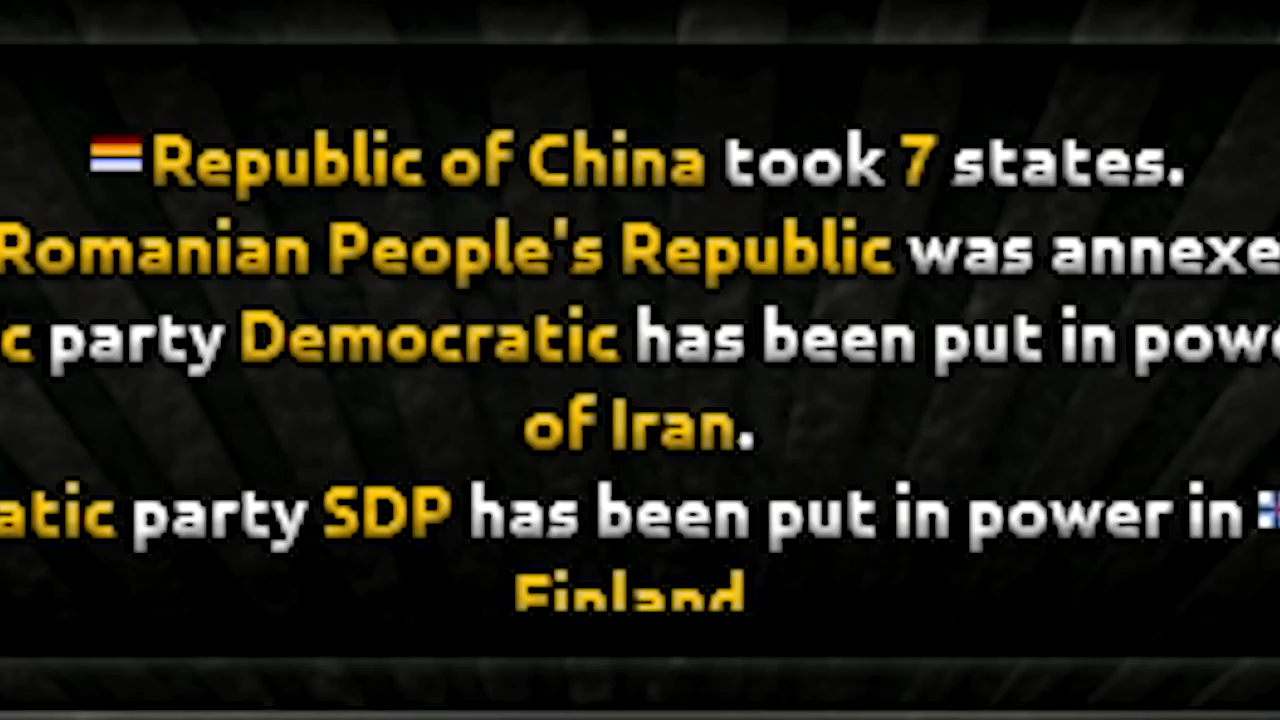 Republic of China took 7 states.
Romanian People's Republic was annexe
c party Democratic has been put in powe
of Iran.
atic party SDP has been put in power in
Finland